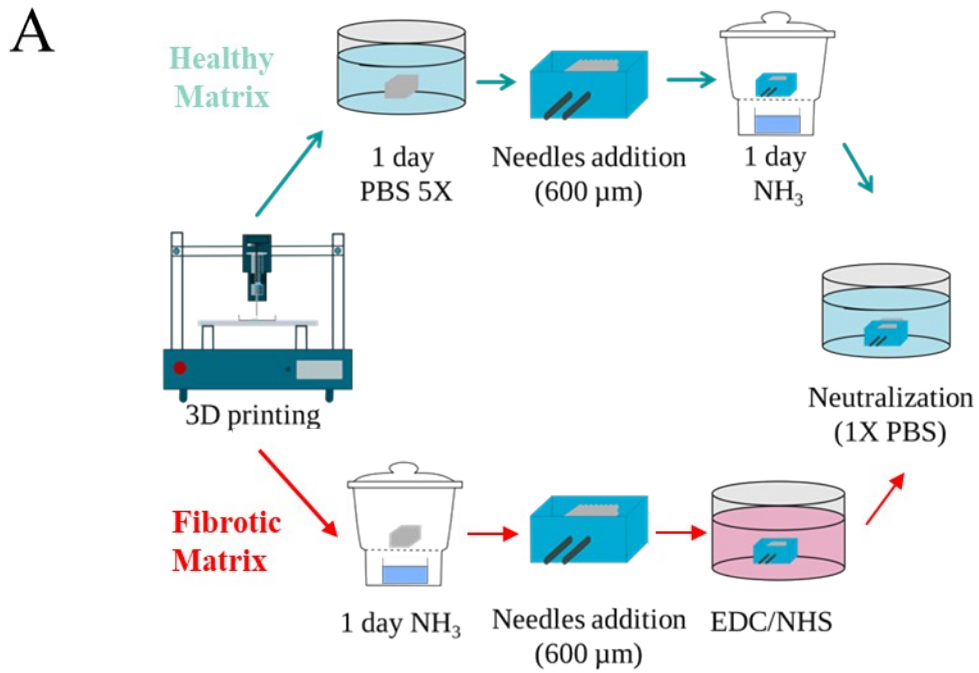 A
Healthy
Matrix
1 day
PBS 5X
Needles addition
(600 µm)
1 day
NH₃
3D printing
Neutralization
(1X PBS)
Fibrotic
Matrix
1 day NH₃
Needles addition
(600 µm)
EDC/NHS